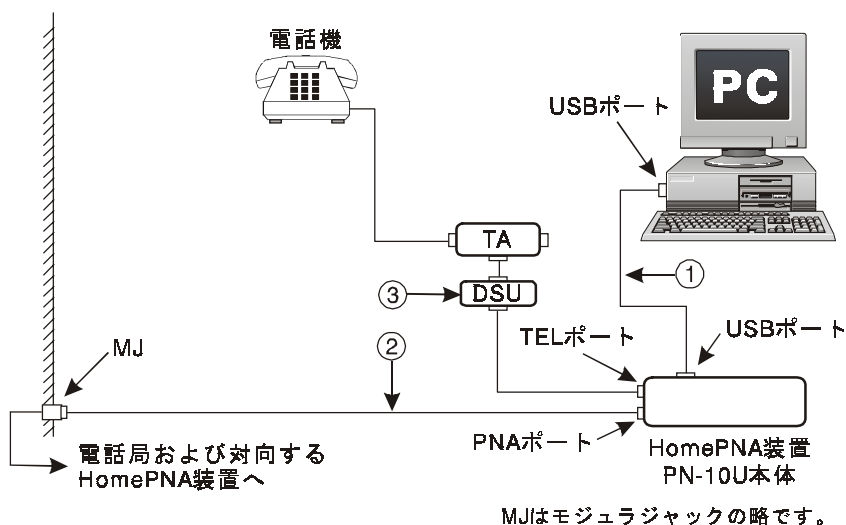 電話機
PC
USBポート
TA
①
③
DSU
TELポート
USBポート
MJ
②
PNAポート
電話局および対向する
HomePNA装置へ
HomePNA装置
PN-10U本体
MJはモジュラジャックの略です。